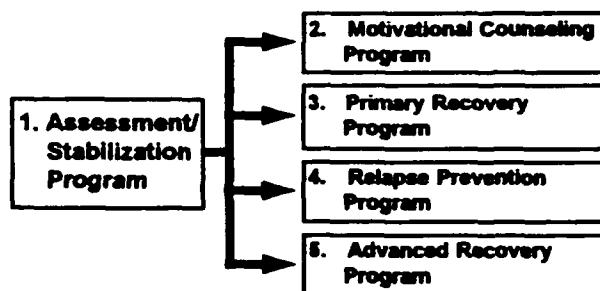 1. Assessment/
Stabilization
Program
2. Motivational Counseling
Program
3. Primary Recovery
Program
4. Relapse Prevention
Program
5. Advanced Recovery
Program